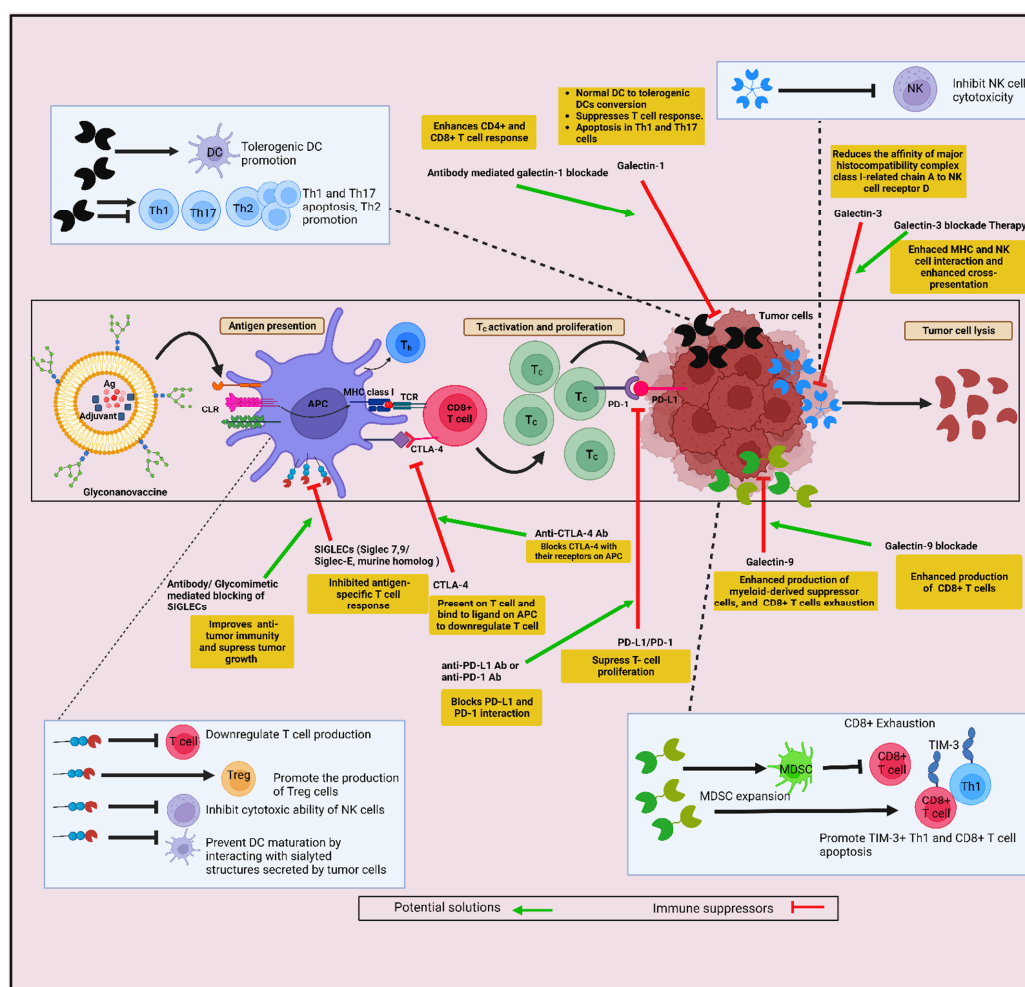 Inhibit NK cell
cytotoxicity
NK
Normal DC to tolerogenic
DCs conversion
Suppresses T cell response.
Apoptosis in Th1 and Th17
cells
Enhances CD4+ and
CD8+ T cell response
Tolerogenic DC
promotion
DC
Th1 and Th17
apoptosis, Th2
promotion
Th1
Th17
Th2
Antibody mediated galectin-1 blockade
Galectin-1
Reduces the affinity of major
histocompatibility complex
class I-related chain A to NK
cell receptor D
Galectin-3
Galectin-3 blockade Therapy
Enhaced MHC and NK
cell interaction and
enhanced cross-
presentation
Antigen presention
Tc activation and proliferation
Tumor cells
Tumor cell lysis
Ag
Adjuvant
Glyconanovaccine
CLR
APC
Th
MHC class I
TCR
CD8+
T cell
CTLA-4
Tc
Tc
Tc
Tc
PD-1
PD-L1
SIGLECs (Siglec 7,9/
Siglec-E, murine homolog )
Inhibited antigen-
specific T cell
response
Antibody/ Glycomimetic
mediated blocking of
SIGLECs
Improves anti-
tumor immunity
and supress tumor
growth
Anti-CTLA-4 Ab
Blocks CTLA-4 with
their receptors on APC
CTLA-4
Present on T cell and
bind to ligand on APC
to downregulate T cell
PD-L1/PD-1
Supress T- cell
proliferation
anti-PD-L1 Ab or
anti-PD-1 Ab
Blocks PD-L1 and
PD-1 interaction
Galectin-9
Enhanced production of
myeloid-derived suppressor
cells, and CD8+ T cells exhaustion
Galectin-9 blockade
Enhanced production
of CD8+ T cells
T cell
Downregulate T cell production
Treg
Promote the production
of Treg cells
Inhibit cytotoxic ability of NK cells
Prevent DC maturation by
interacting with sialyted
structures secreted by tumor cells
CD8+ Exhaustion
TIM-3
MDSC
CD8+
T cell
Th1
MDSC expansion
CD8+
T cell
Promote TIM-3+ Th1 and CD8+ T cell
apoptosis
Potential solutions
Immune suppressors